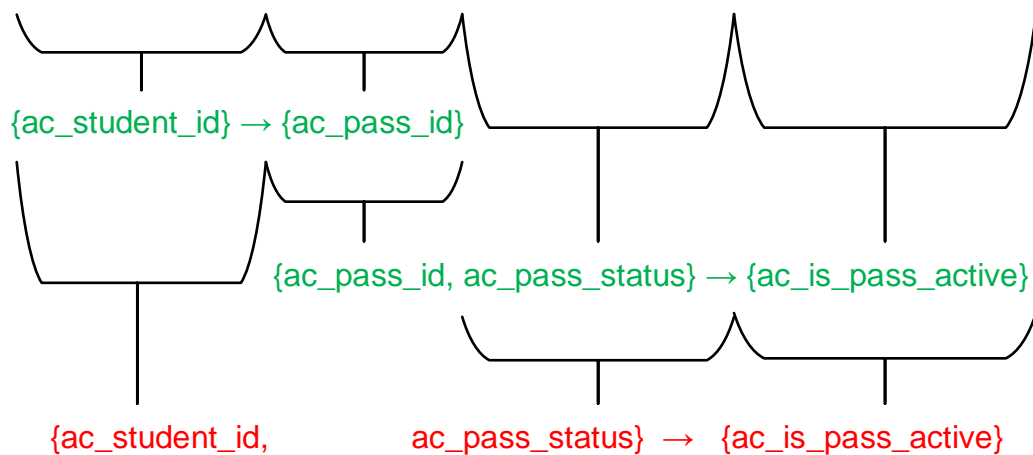 {ac_student_id} → {ac_pass_id}
{ac_pass_id, ac_pass_status} → {ac_is_pass_active}
{ac_student_id, ac_pass_status} → {ac_is_pass_active}